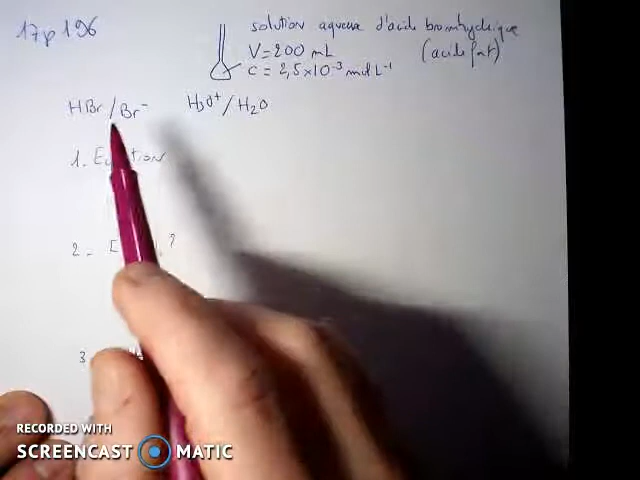 17 p 196
solution aqueuse d'acide bromhydrique
V = 200 mL (acide fort)
C = 2,5 × 10⁻³ mol L⁻¹
HBr / Br⁻ H₃O⁺ / H₂O
1. Equation
2. ?
3
RECORDED WITH
SCREENCAST MATIC